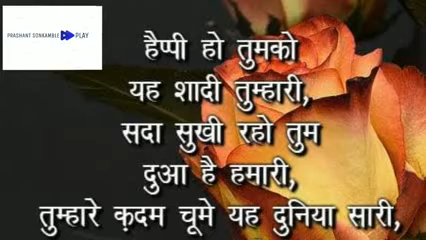 PRASHANT SONKAMBLE PLAY
हैप्पी हो तुमको
यह शादी तुम्हारी,
सदा सुखी रहो तुम
दुआ है हमारी,
तुम्हारे क़दम चूमे यह दुनिया सारी,